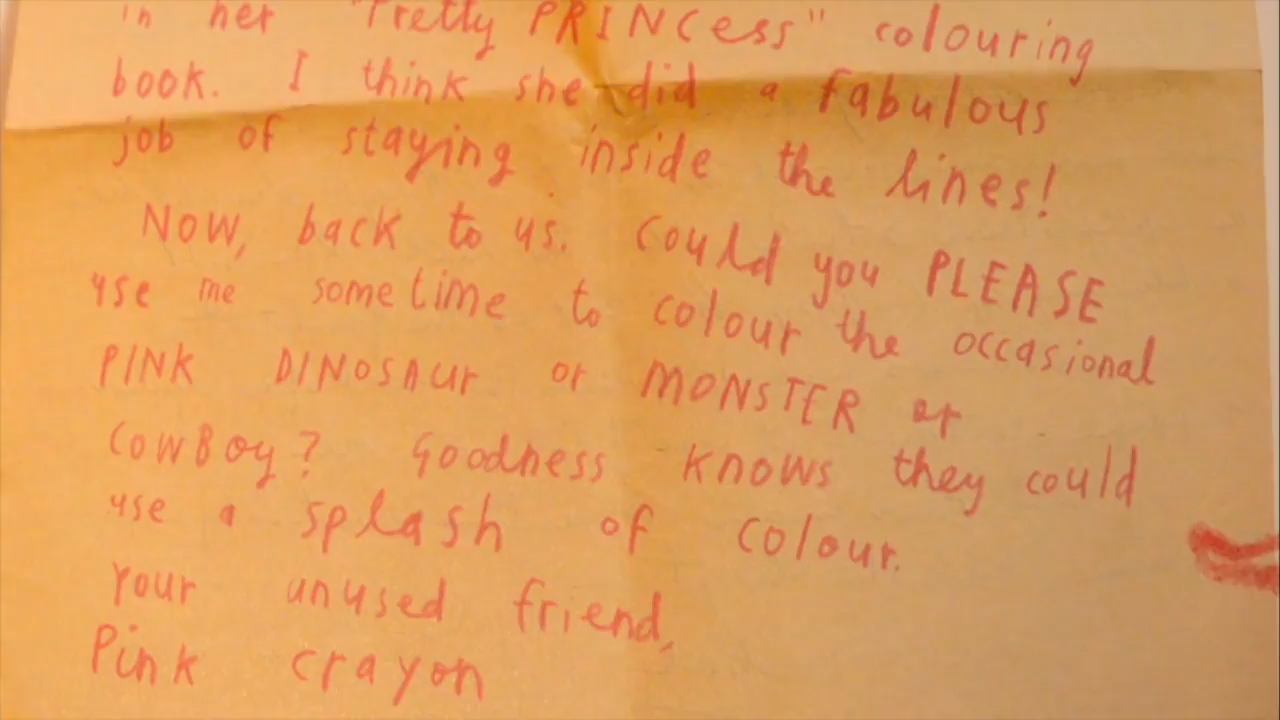 in her "Pretty PRINCess" colouring
book. I think she did a fabulous
job of staying inside the lines!
Now, back to us. Could you PLEASE
use me sometime to colour the occasional
PINK DINOSAur or MONSTER or
COWBOY? Goodness knows they could
use a splash of colour.
Your unused friend,
Pink crayon